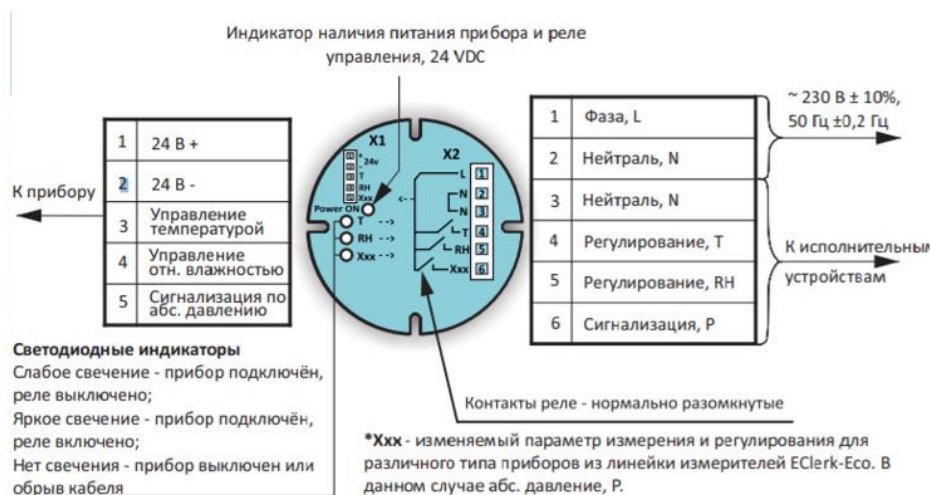 Индикатор наличия питания прибора и реле
управления, 24 VDC
К прибору
1 24 В +
2 24 В -
3 Управление
температурой
4 Управление
отн. влажностью
5 Сигнализация по
абс. давлению
X1
+
-
24v
T
RH
Xxx
Power ON
T -->
RH -->
Xxx -->
<--
X2
L 1
N 2
N 3
T 4
RH 5
Xxx 6
1 Фаза, L
2 Нейтраль, N
3 Нейтраль, N
4 Регулирование, T
5 Регулирование, RH
6 Сигнализация, P
~ 230 В ± 10%,
50 Гц ±0,2 Гц
К исполнительным
устройствам
Светодиодные индикаторы
Слабое свечение - прибор подключён,
реле выключено;
Яркое свечение - прибор подключён,
реле включено;
Нет свечения - прибор выключен или
обрыв кабеля
Контакты реле - нормально разомкнутые
*Xxx - изменяемый параметр измерения и регулирования для
различного типа приборов из линейки измерителей EClerk-Eco. В
данном случае абс. давление, P.